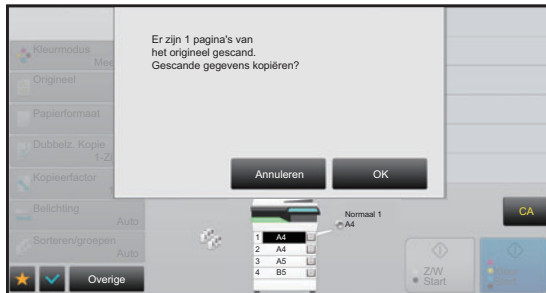 Er zijn 1 pagina's van
het origineel gescand.
Gescande gegevens kopiëren?
Annuleren
OK
Kleurmodus
Origineel
Papierformaat
Dubbelz. Kopie
Kopieerfactor
Belichting
Auto
Sorteren/groepen
Auto
Overige
Normaal 1
A4
1 A4
2 A4
3 A5
4 B5
CA
Z/W
Start
Start